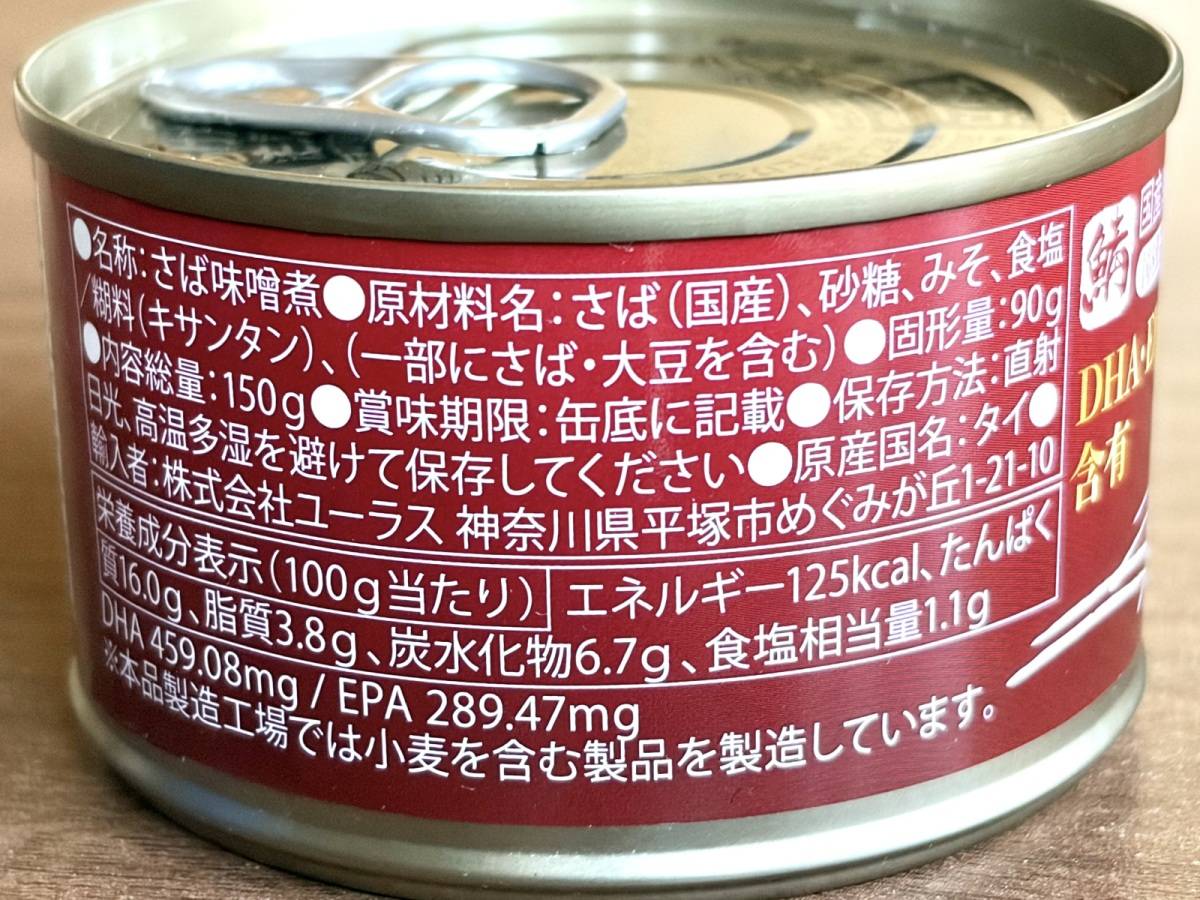 ●名称：さば味噌煮●原材料名：さば（国産）、砂糖、みそ、食塩
/糊料（キサンタン）、（一部にさば・大豆を含む）●固形量：90g
●内容総量：150g●賞味期限：缶底に記載●保存方法：直射
日光、高温多湿を避けて保存してください●原産国名：タイ●
輸入者：株式会社ユーラス 神奈川県平塚市めぐみが丘1-21-10
栄養成分表示（100g当たり） エネルギー125kcal、たんぱく
質16.0g、脂質3.8g、炭水化物6.7g、食塩相当量1.1g
DHA 459.08mg / EPA 289.47mg
※本品製造工場では小麦を含む製品を製造しています。
鯖
国産
DHA・E
含有